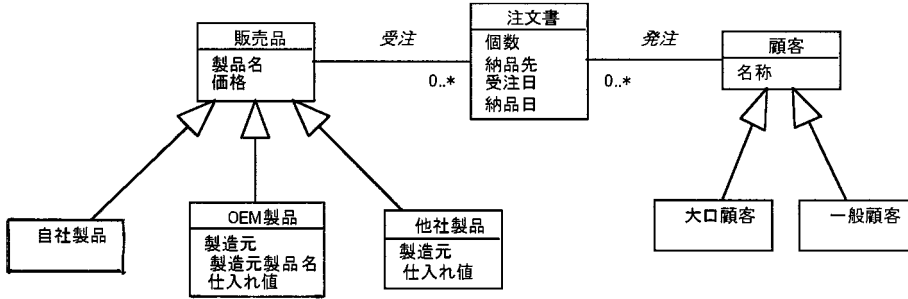 販売品
製品名
価格
受注
0..*
注文書
個数
納品先
受注日
納品日
発注
0..*
顧客
名称
自社製品
OEM製品
製造元
製造元製品名
仕入れ値
他社製品
製造元
仕入れ値
大口顧客
一般顧客